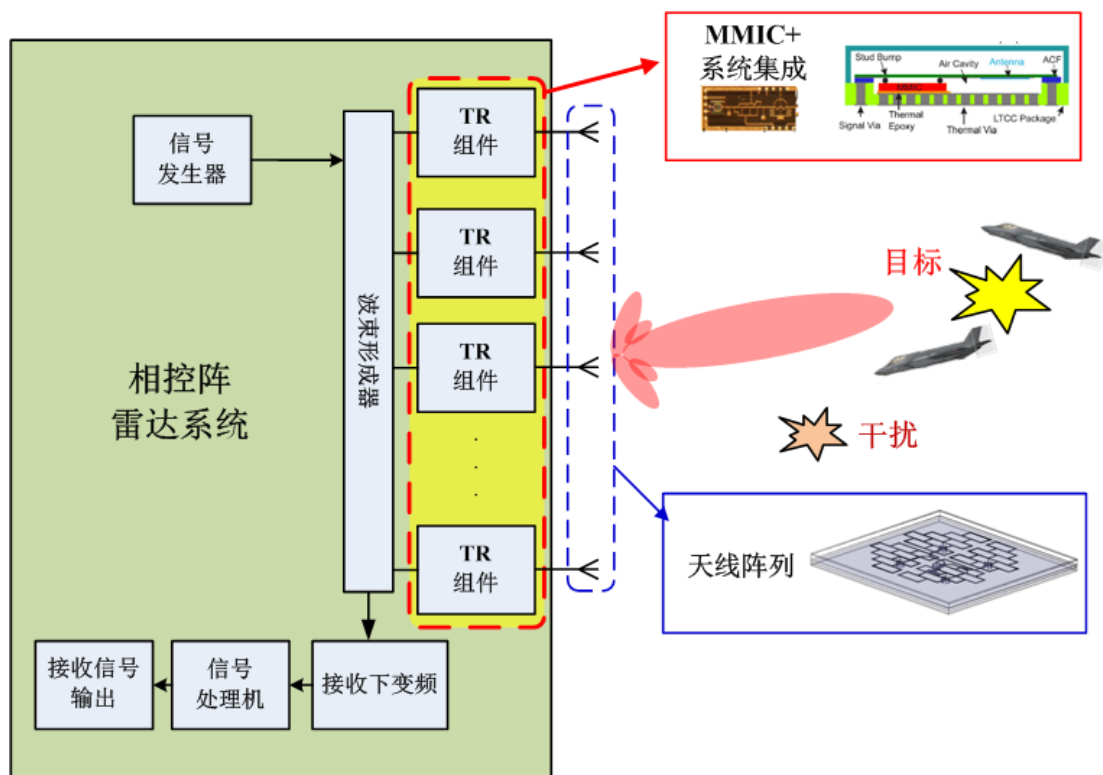 MMIC+
系统集成
Stud Bump
Air Cavity
Antenna
ACF
MMIC
Signal Via
Thermal
Epoxy
Thermal Via
LTCC Package
TR
组件
信号
发生器
TR
组件
目标
波束形成器
TR
组件
相控阵
雷达系统
干扰
TR
组件
天线阵列
接收信号
输出
信号
处理机
接收下变频